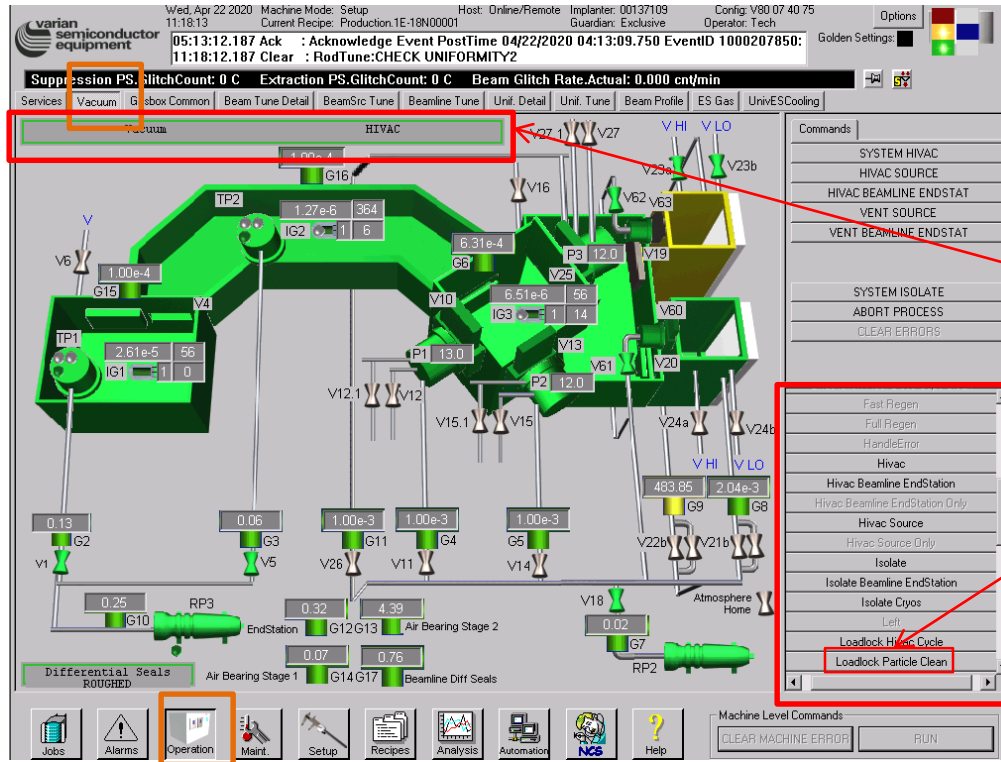 varian
semiconductor
equipment
Wed, Apr 22 2020 Machine Mode: Setup Host: Online/Remote Implanter: 00137109 Config: V80 07 40 75
11:18:13 Current Recipe: Production.1E-18N00001 Guardian: Exclusive Operator: Tech
Options
Golden Settings:
05:13:12.187 Ack : Acknowledge Event PostTime 04/22/2020 04:13:09.750 EventID 1000207850:
11:18:12.187 Clear : RodTune:CHECK UNIFORMITY2
Suppression PS.GlitchCount: 0 C Extraction PS.GlitchCount: 0 C Beam Glitch Rate.Actual: 0.000 cnt/min
Services Vacuum Gasbox Common Beam Tune Detail BeamSrc Tune Beamline Tune Unif. Detail Unif. Tune Beam Profile ES Gas UnivESCooling
Vacuum HIVAC
V27.1 V27 V HI V LO
1.00e-4
G16
V16
V23a V23b
V62 V63
TP2
1.27e-6 364
IG2 1 6
V
V6
6.31e-4
G6
P3 12.0
V19
V25
1.00e-4
G15
V4
V10
6.51e-6 56
IG3 1 14
V60
TP1
2.61e-5 56
IG1 1 0
V13
P1 13.0
V61
V20
P2 12.0
V12.1 V12
V15.1 V15
V24a V24b
V HI V LO
483.85 2.04e-3
G9 G8
0.13
G2
0.06
G3
1.00e-3
G11
1.00e-3
G4
1.00e-3
G5
V22b V21b
V1 V5 V26 V11 V14
V18
Atmosphere
Home
0.25
G10
RP3
0.32 4.39
EndStation G12 G13 Air Bearing Stage 2
0.02
G7
RP2
0.07 0.76
Air Bearing Stage 1 G14 G17 Beamline Diff Seals
Differential Seals
ROUGHED
Commands
SYSTEM HIVAC
HIVAC SOURCE
HIVAC BEAMLINE ENDSTAT
VENT SOURCE
VENT BEAMLINE ENDSTAT
SYSTEM ISOLATE
ABORT PROCESS
CLEAR ERRORS
Fast Regen
Full Regen
HandleError
Hivac
Hivac Beamline EndStation
Hivac Beamline EndStation Only
Hivac Source
Hivac Source Only
Isolate
Isolate Beamline EndStation
Isolate Cryos
Left
Loadlock Hivac Cycle
Loadlock Particle Clean
Jobs Alarms Operation Maint. Setup Recipes Analysis Automation NCS Help
Machine Level Commands
CLEAR MACHINE ERROR RUN